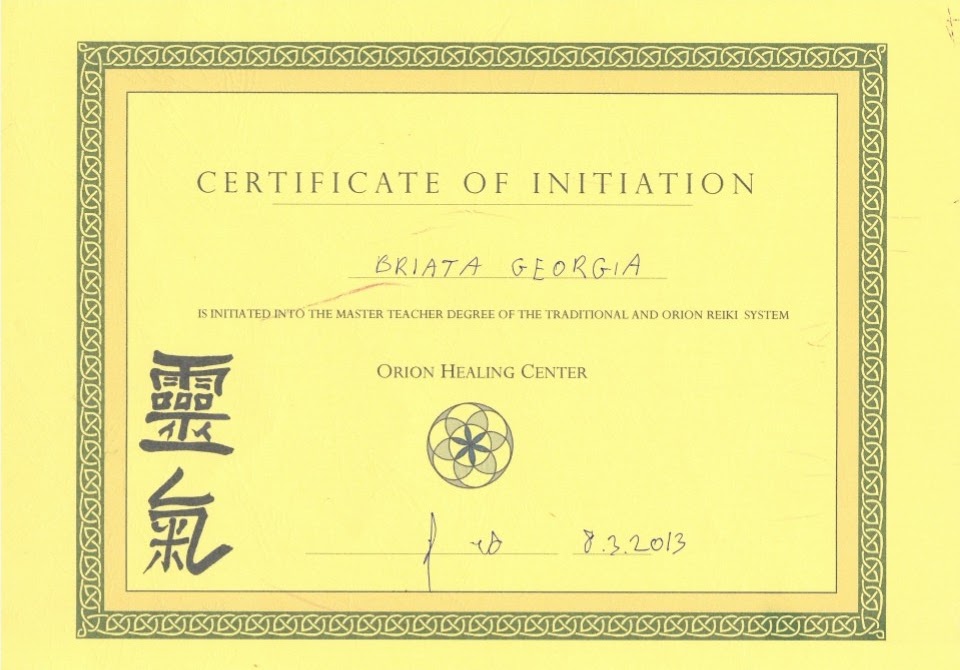 CERTIFICATE OF INITIATION
BRIATA GEORGIA
IS INITIATED INTO THE MASTER TEACHER DEGREE OF THE TRADITIONAL AND ORION REIKI SYSTEM
ORION HEALING CENTER
靈氣
8.3.2013